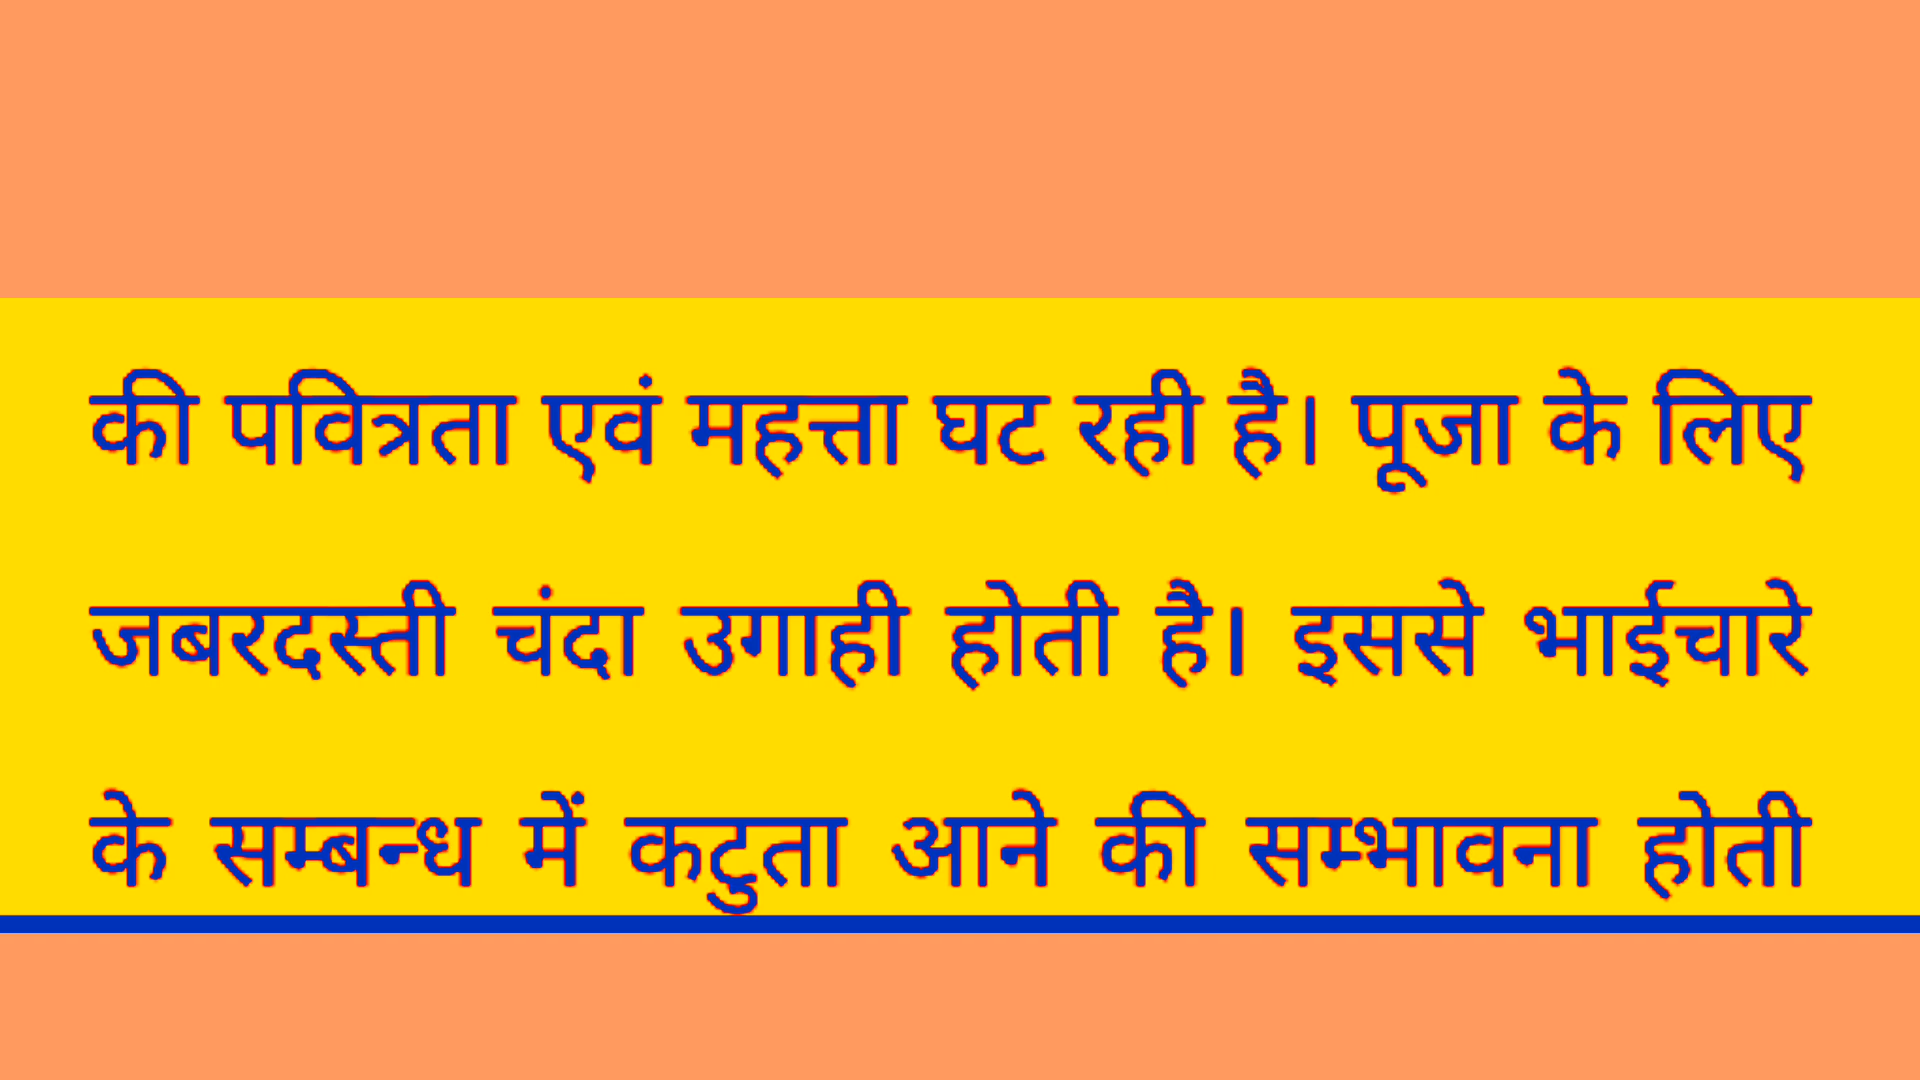 की पवित्रता एवं महत्ता घट रही है। पूजा के लिए
जबरदस्ती चंदा उगाही होती है। इससे भाईचारे
के सम्बन्ध में कटुता आने की सम्भावना होती